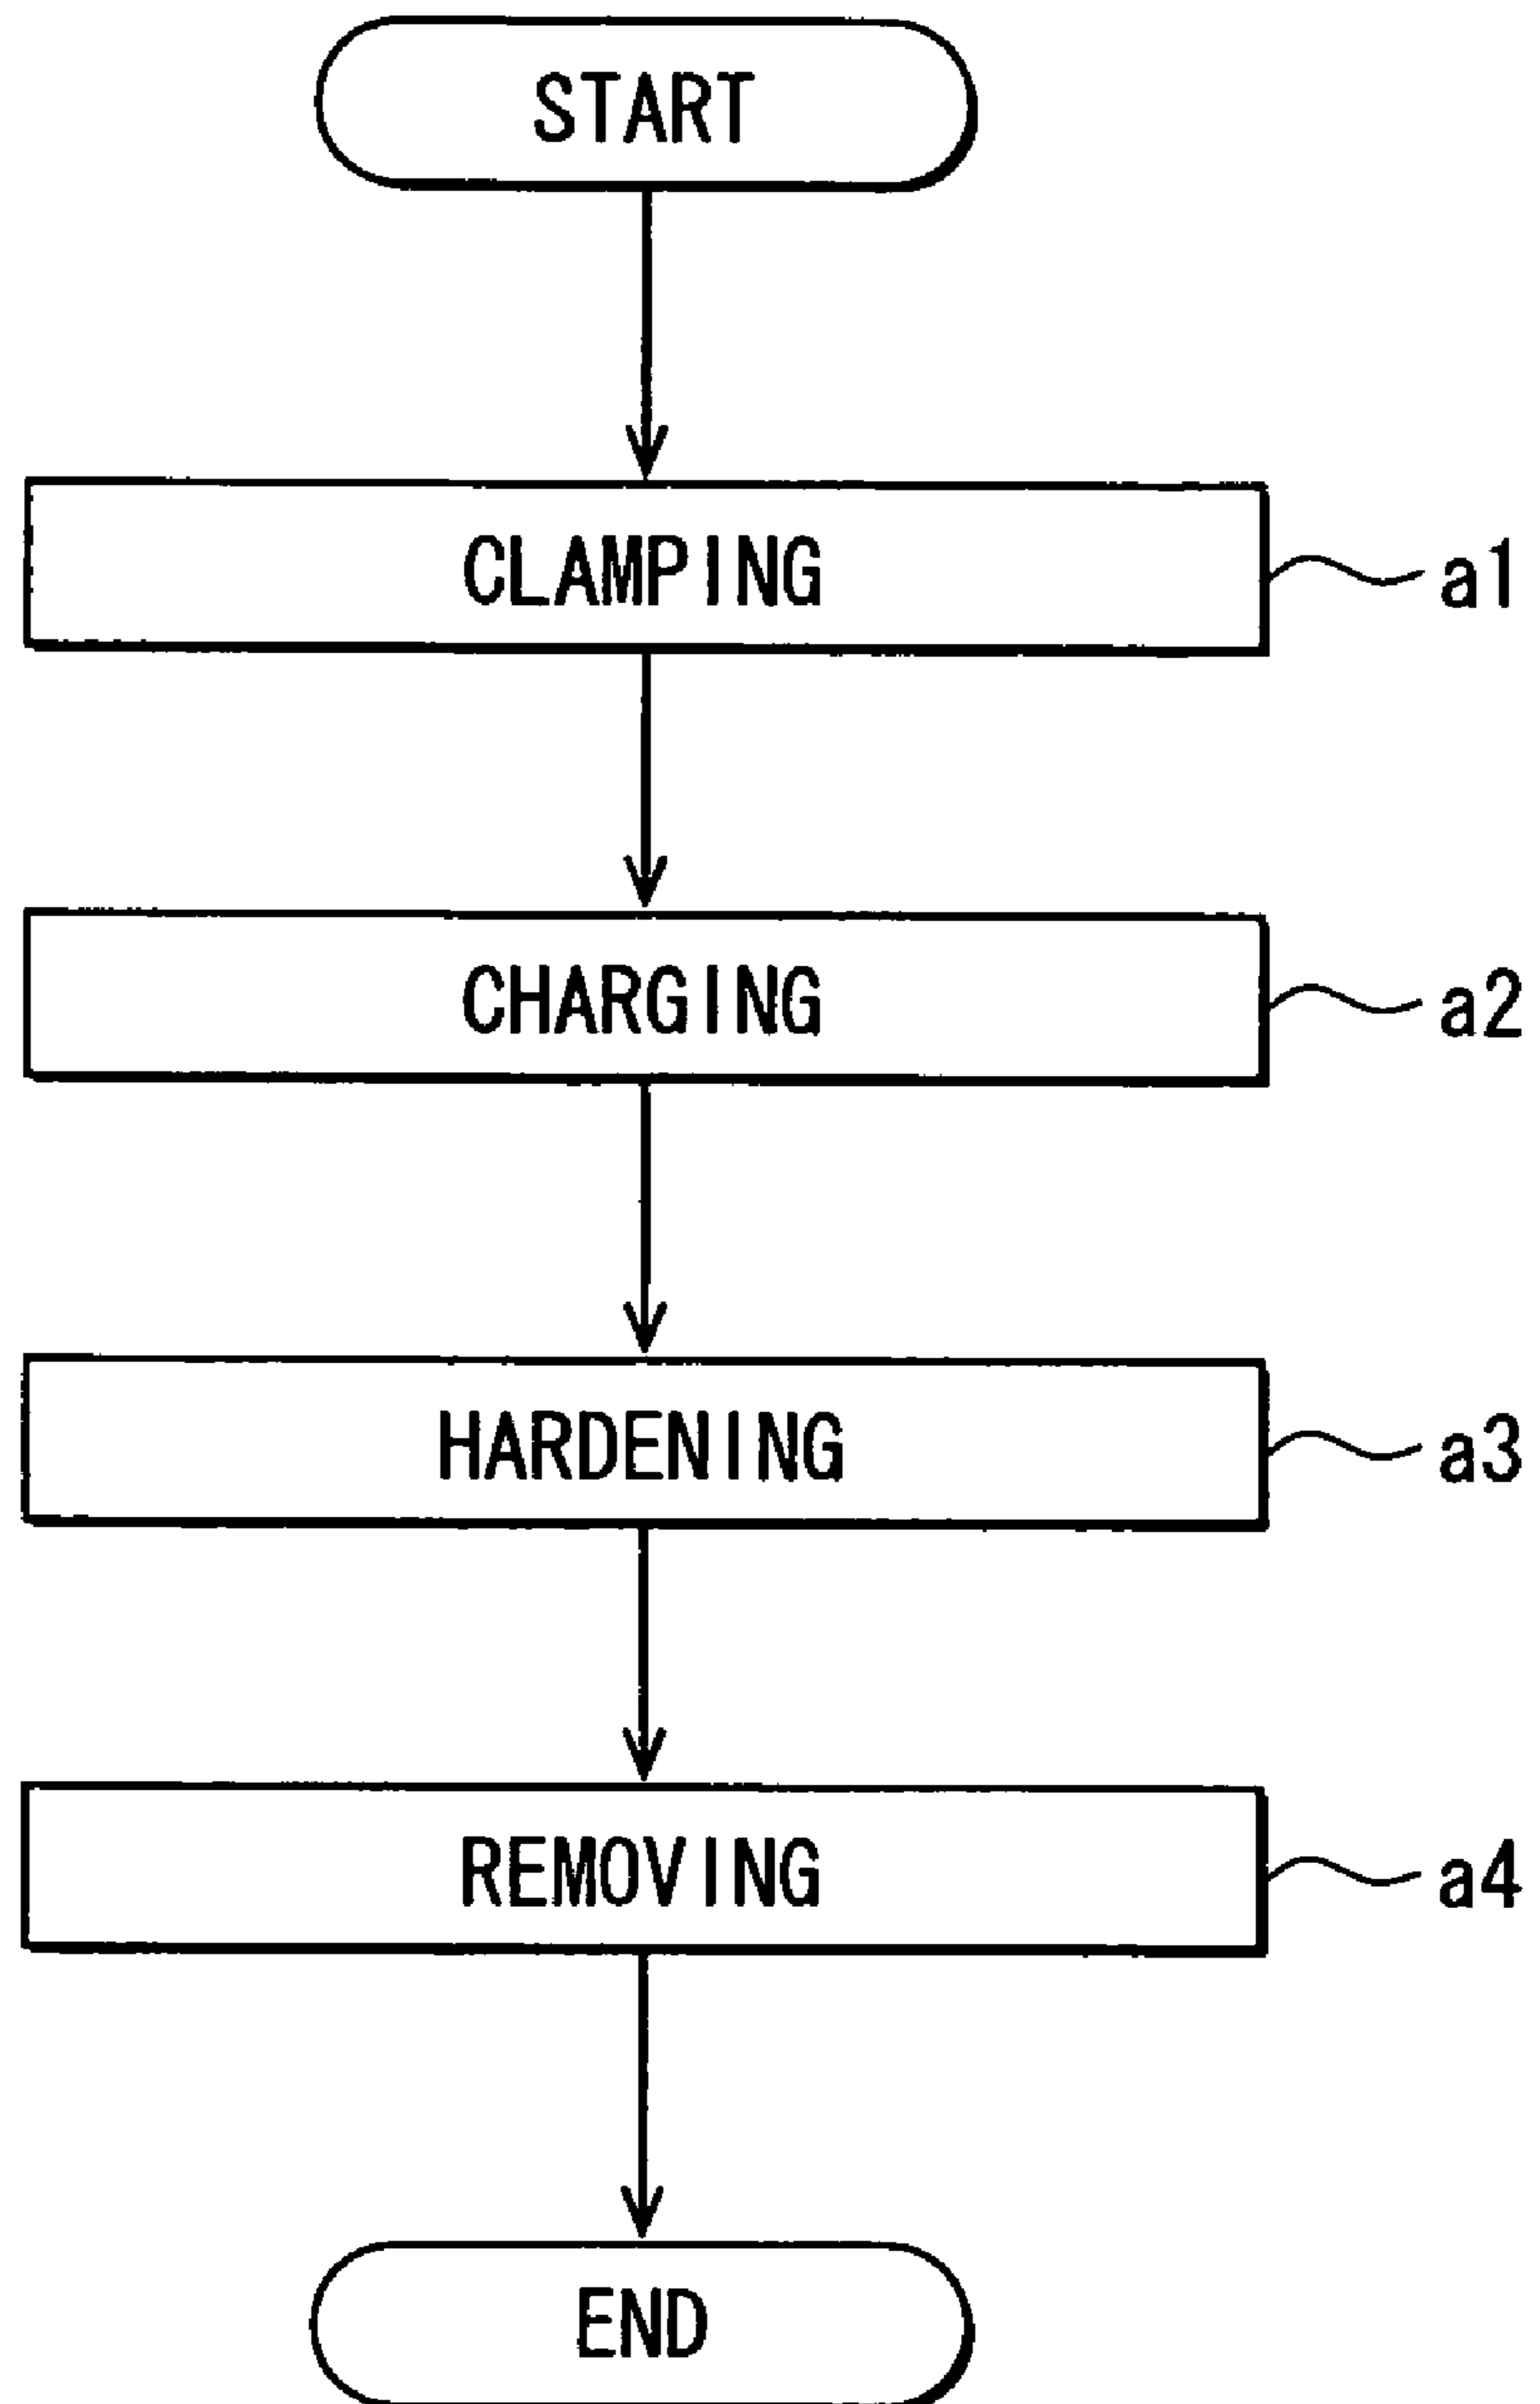 START
CLAMPING a1
CHARGING a2
HARDENING a3
REMOVING a4
END